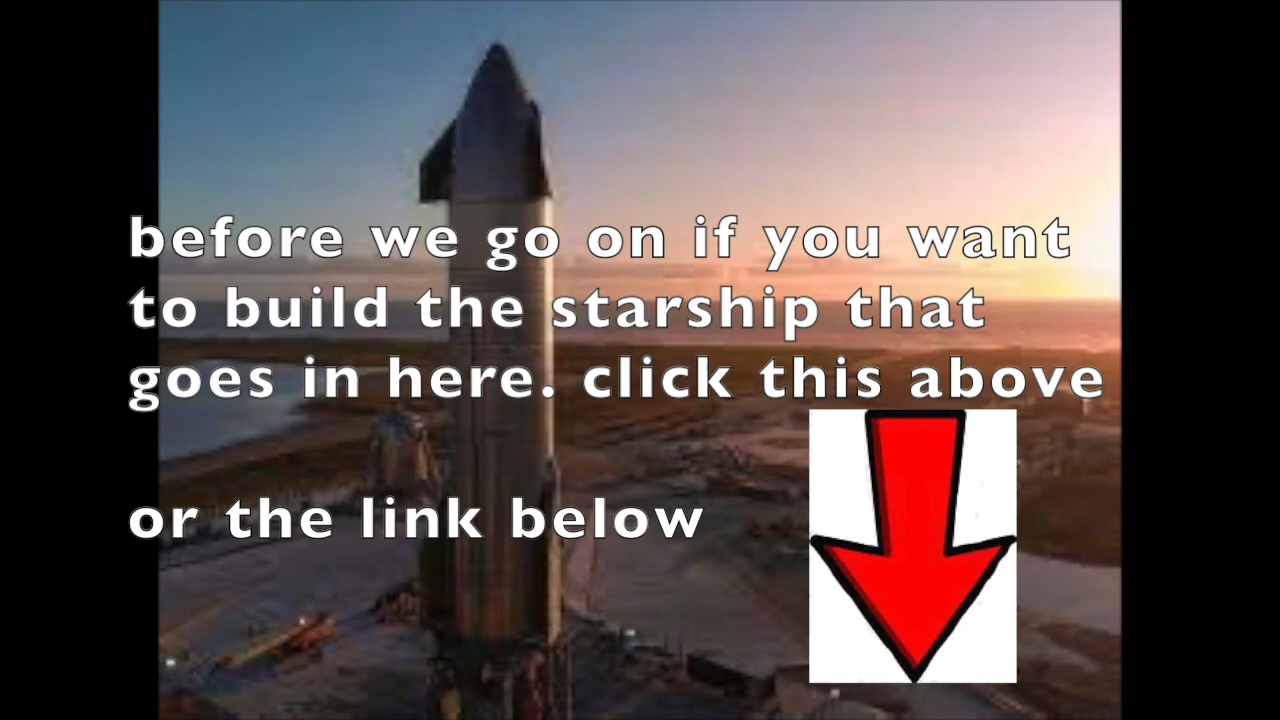 before we go on if you want
to build the starship that
goes in here. click this above
or the link below